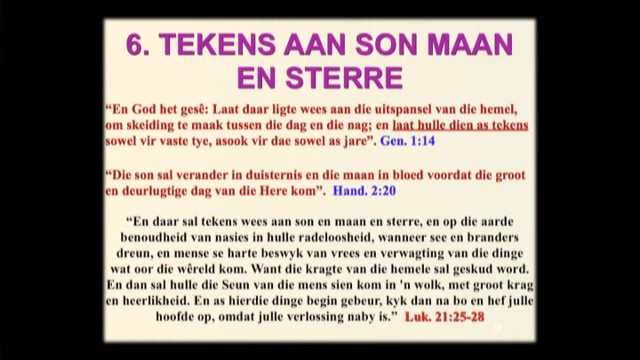 6. TEKENS AAN SON MAAN
EN STERRE
“En God het gesê: Laat daar ligte wees aan die uitspansel van die hemel,
om skeiding te maak tussen die dag en die nag; en laat hulle dien as tekens
sowel vir vaste tye, asook vir dae sowel as jare”. Gen. 1:14
“Die son sal verander in duisternis en die maan in bloed voordat die groot
en deurlugtige dag van die Here kom”. Hand. 2:20
“En daar sal tekens wees aan son en maan en sterre, en op die aarde
benoudheid van nasies in hulle radeloosheid, wanneer see en branders
dreun, en mense se harte beswyk van vrees en verwagting van die dinge
wat oor die wêreld kom. Want die kragte van die hemele sal geskud word.
En dan sal hulle die Seun van die mens sien kom in 'n wolk, met groot krag
en heerlikheid. En as hierdie dinge begin gebeur, kyk dan na bo en hef julle
hoofde op, omdat julle verlossing naby is.” Luk. 21:25-28